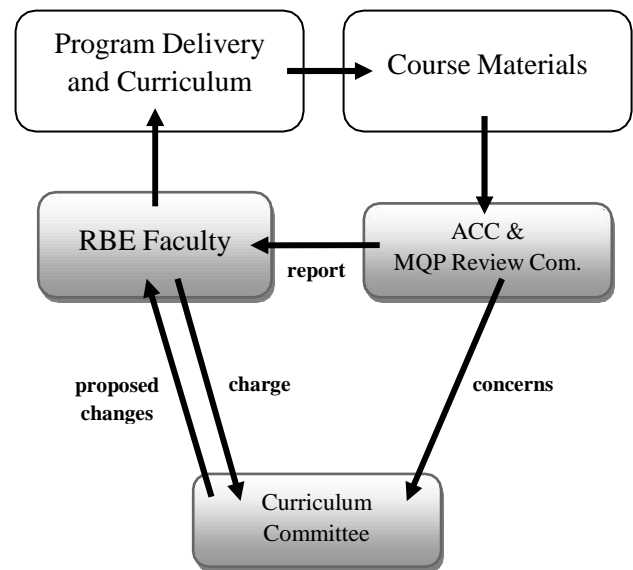 Program Delivery
and Curriculum
Course Materials
RBE Faculty
ACC &
MQP Review Com.
report
proposed
changes
charge
concerns
Curriculum
Committee